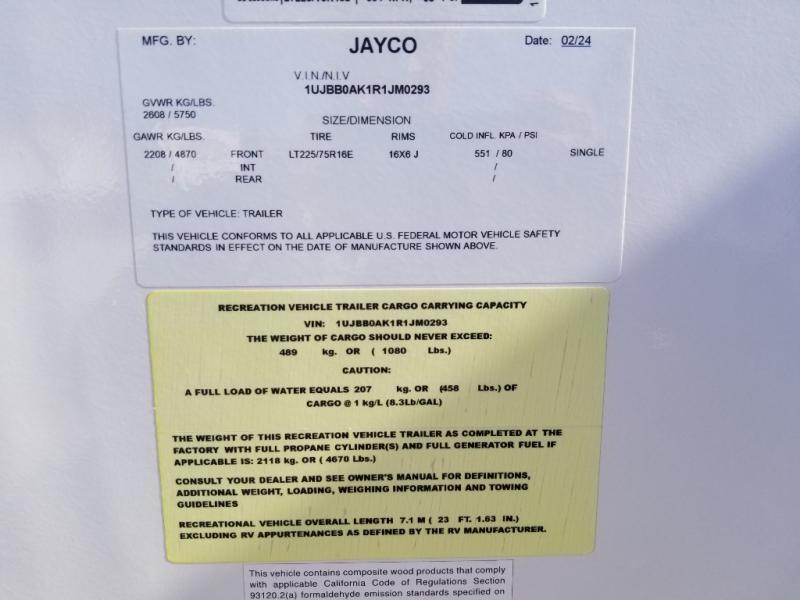 MFG. BY: JAYCO Date: 02/24
V.I.N./N.I.V
1UJBB0AK1R1JM0293
GVWR KG/LBS.
2608 / 5750
SIZE/DIMENSION
GAWR KG/LBS. TIRE RIMS COLD INFL. KPA / PSI
2208 / 4870 FRONT LT225/75R16E 16X6 J 551 / 80 SINGLE
/ INT /
/ REAR /
TYPE OF VEHICLE: TRAILER
THIS VEHICLE CONFORMS TO ALL APPLICABLE U.S. FEDERAL MOTOR VEHICLE SAFETY
STANDARDS IN EFFECT ON THE DATE OF MANUFACTURE SHOWN ABOVE.
RECREATION VEHICLE TRAILER CARGO CARRYING CAPACITY
VIN: 1UJBB0AK1R1JM0293
THE WEIGHT OF CARGO SHOULD NEVER EXCEED:
489 kg. OR ( 1080 Lbs.)
CAUTION:
A FULL LOAD OF WATER EQUALS 207 kg. OR (458 Lbs.) OF
CARGO @ 1 kg/L (8.3Lb/GAL)
THE WEIGHT OF THIS RECREATION VEHICLE TRAILER AS COMPLETED AT THE
FACTORY WITH FULL PROPANE CYLINDER(S) AND FULL GENERATOR FUEL IF
APPLICABLE IS: 2118 kg. OR ( 4670 Lbs.)
CONSULT YOUR DEALER AND SEE OWNER'S MANUAL FOR DEFINITIONS,
ADDITIONAL WEIGHT, LOADING, WEIGHING INFORMATION AND TOWING
GUIDELINES
RECREATIONAL VEHICLE OVERALL LENGTH 7.1 M ( 23 FT. 1.63 IN.)
EXCLUDING RV APPURTENANCES AS DEFINED BY THE RV MANUFACTURER.
This vehicle contains composite wood products that comply
with applicable California Code of Regulations Section
93120.2(a) formaldehyde emission standards specified on